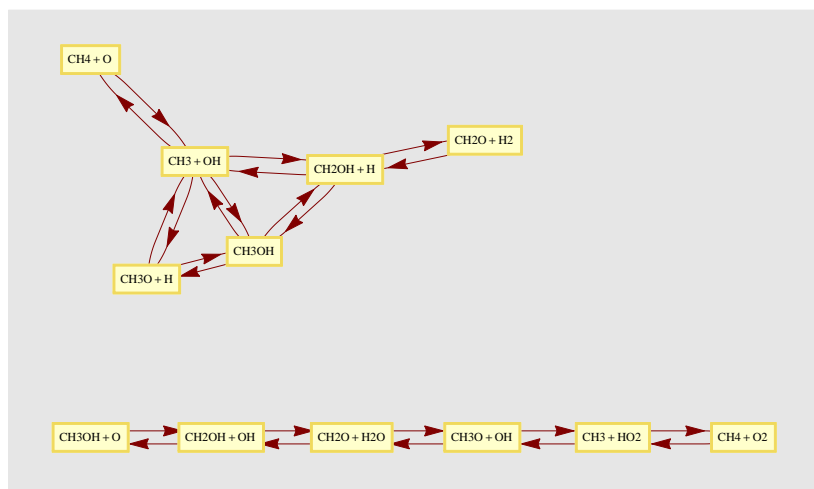 CH4 + O
CH2O + H2
CH3 + OH
CH2OH + H
CH3OH
CH3O + H
CH3OH + O
CH2OH + OH
CH2O + H2O
CH3O + OH
CH3 + HO2
CH4 + O2